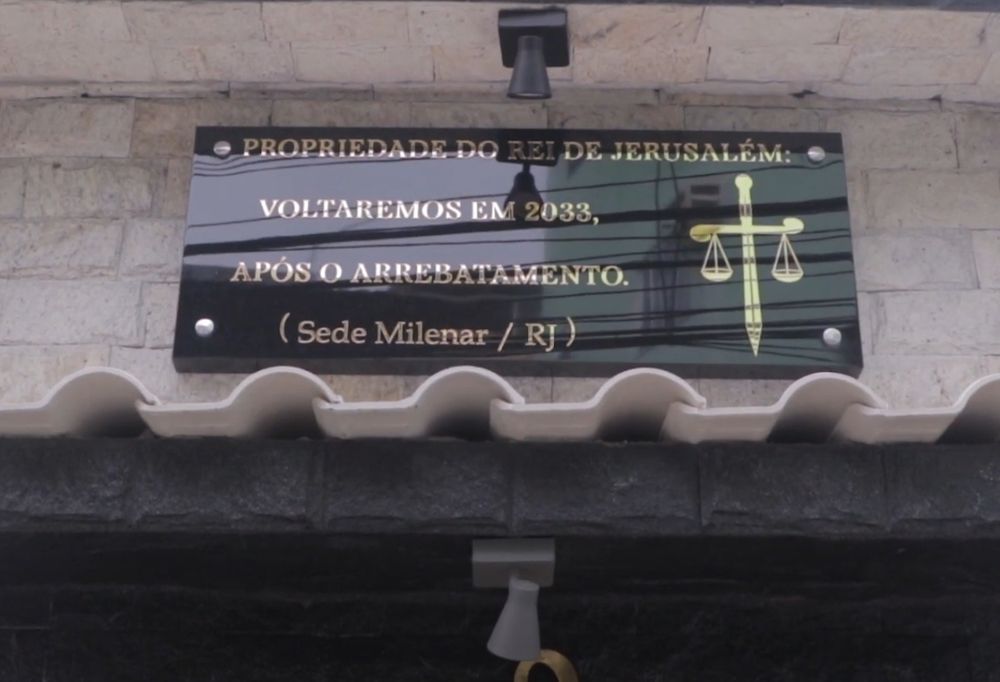 PROPRIEDADE DO REI DE JERUSALÉM:
VOLTAREMOS EM 2033,
APÓS O ARREBATAMENTO.
(Sede Milenar / RJ)